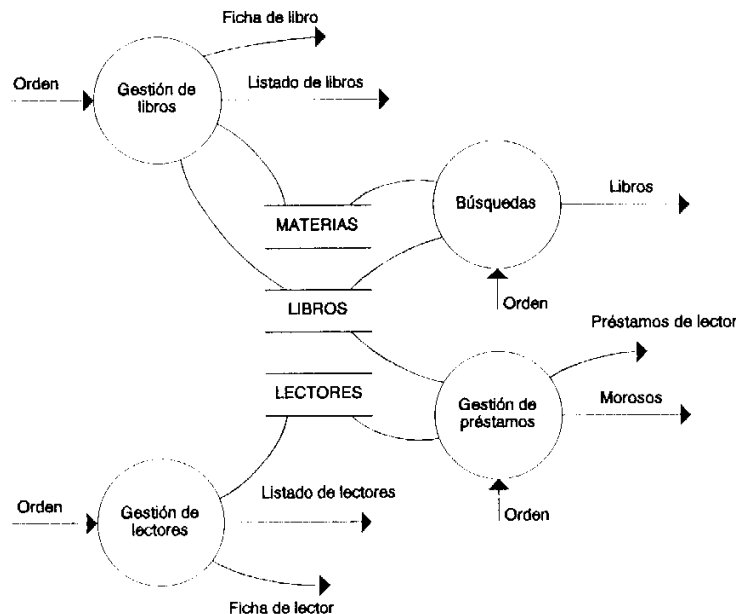 Ficha de libro
Orden
Gestión de
libros
Listado de libros
MATERIAS
Búsquedas
Libros
Orden
LIBROS
Préstamos de lector
LECTORES
Gestión de
préstamos
Morosos
Orden
Orden
Gestión de
lectores
Listado de lectores
Ficha de lector